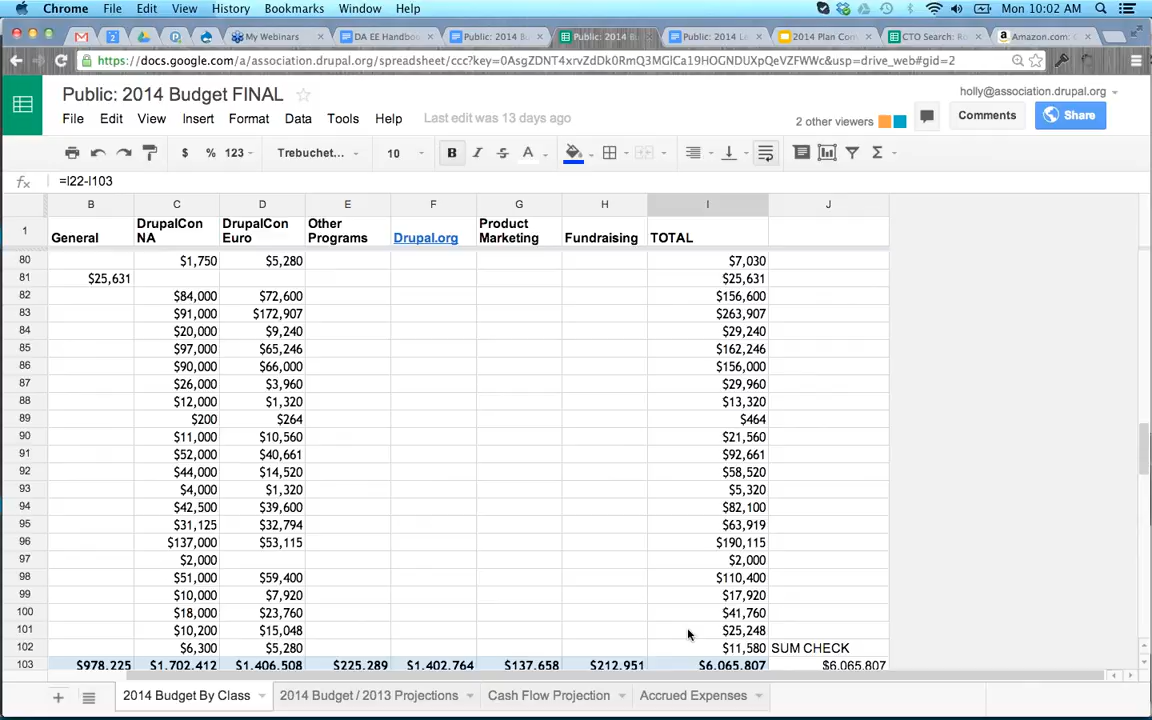 Chrome File Edit View History Bookmarks Window Help Mon 10:02 AM
My Webinars DA EE Handbo Public: 2014 B Public: 2014 B Public: 2014 L 2014 Plan Con CTO Search: Ro Amazon.com:
https://docs.google.com/a/association.drupal.org/spreadsheet/ccc?key=0AsgZDNT4xrvZdDk0RmQ3MGlCa19HOGNDUXpQeVZFWWc&usp=drive_web#gid=2
Public: 2014 Budget FINAL holly@association.drupal.org
File Edit View Insert Format Data Tools Help Last edit was 13 days ago 2 other viewers Comments Share
$ % 123 Trebuchet... 10 B I S A Σ
fx =I22-I103
B C D E F G H I J
1 General DrupalCon NA DrupalCon Euro Other Programs Drupal.org Product Marketing Fundraising TOTAL
80 $1,750 $5,280 $7,030
81 $25,631 $25,631
82 $84,000 $72,600 $156,600
83 $91,000 $172,907 $263,907
84 $20,000 $9,240 $29,240
85 $97,000 $65,246 $162,246
86 $90,000 $66,000 $156,000
87 $26,000 $3,960 $29,960
88 $12,000 $1,320 $13,320
89 $200 $264 $464
90 $11,000 $10,560 $21,560
91 $52,000 $40,661 $92,661
92 $44,000 $14,520 $58,520
93 $4,000 $1,320 $5,320
94 $42,500 $39,600 $82,100
95 $31,125 $32,794 $63,919
96 $137,000 $53,115 $190,115
97 $2,000 $2,000
98 $51,000 $59,400 $110,400
99 $10,000 $7,920 $17,920
100 $18,000 $23,760 $41,760
101 $10,200 $15,048 $25,248
102 $6,300 $5,280 $11,580 SUM CHECK
103 $978,225 $1,702,412 $1,406,508 $225,289 $1,402,764 $137,658 $212,951 $6,065,807 $6,065,807
2014 Budget By Class 2014 Budget / 2013 Projections Cash Flow Projection Accrued Expenses